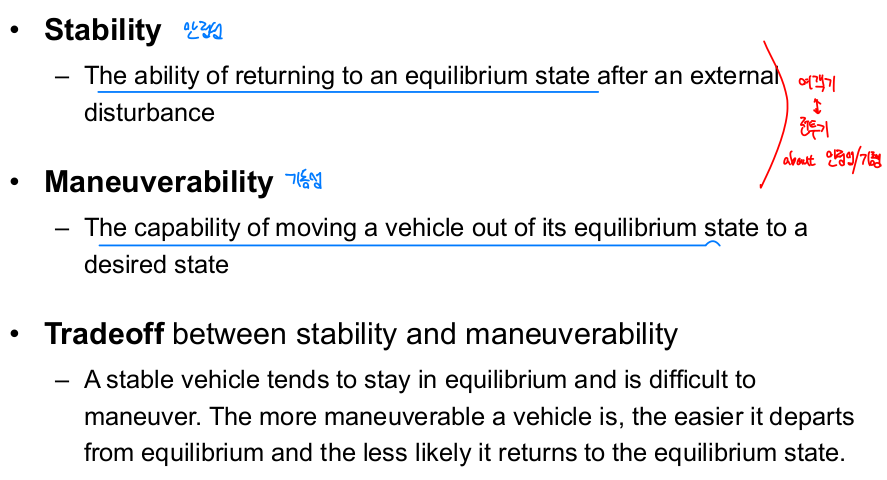 • Stability 안정성
– The ability of returning to an equilibrium state after an external
disturbance
여객기
↕
전투기
about 안정성/기동성
• Maneuverability 기동성
– The capability of moving a vehicle out of its equilibrium state to a
desired state
• Tradeoff between stability and maneuverability
– A stable vehicle tends to stay in equilibrium and is difficult to
maneuver. The more maneuverable a vehicle is, the easier it departs
from equilibrium and the less likely it returns to the equilibrium state.